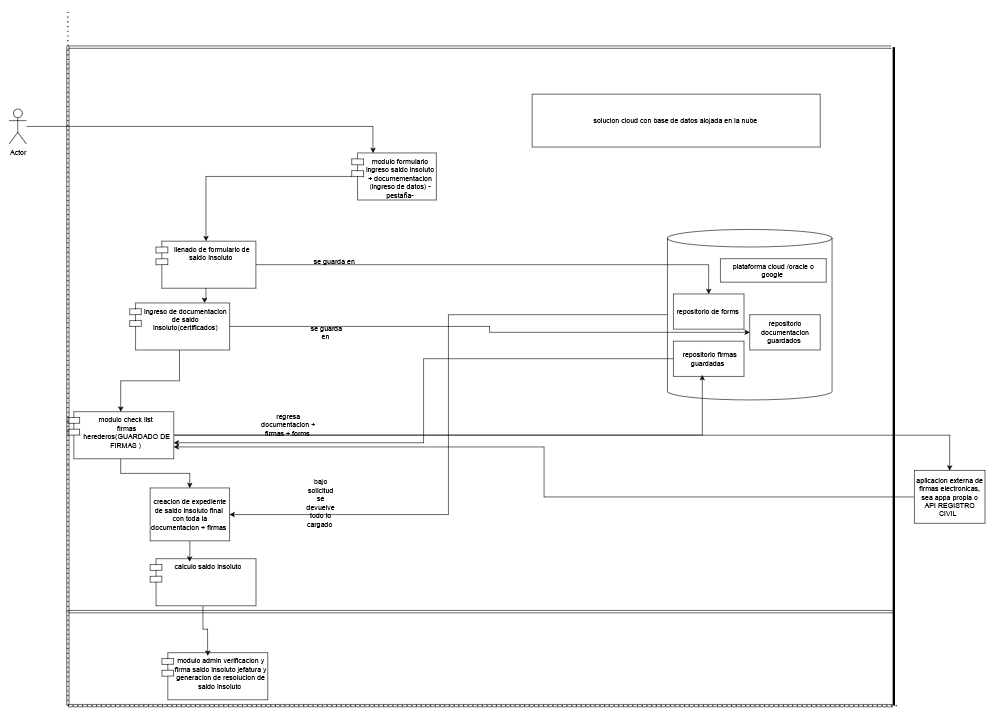 solucion cloud con base de datos alojada en la nube
Actor
modulo formulario
ingreso saldo insoluto
+ documementacion
(ingreso de datos) -
pestaña-
llenado de formulario de
saldo insoluto
se guarda en
plataforma cloud /oracle o
google
repositorio de forms
ingreso de documentacion
de saldo
insoluto(certificados)
se guarda
en
repositorio
documentacion
guardados
repositorio firmas
guardadas
modulo check list
firmas
herederos(GUARDADO DE
FIRMAS )
regresa
documentacion +
firmas + forms
aplicacion externa de
firmas electronicas,
sea appa propia o
API REGISTRO
CIVIL
creacion de expediente
de saldo insoluto final
con toda la
documentacion + firmas
bajo
solicitud
se
devuelve
todo lo
cargado
calculo saldo insoluto
modulo admin verificacion y
firma saldo insoluto jefatura y
generacion de resolucion de
saldo insoluto